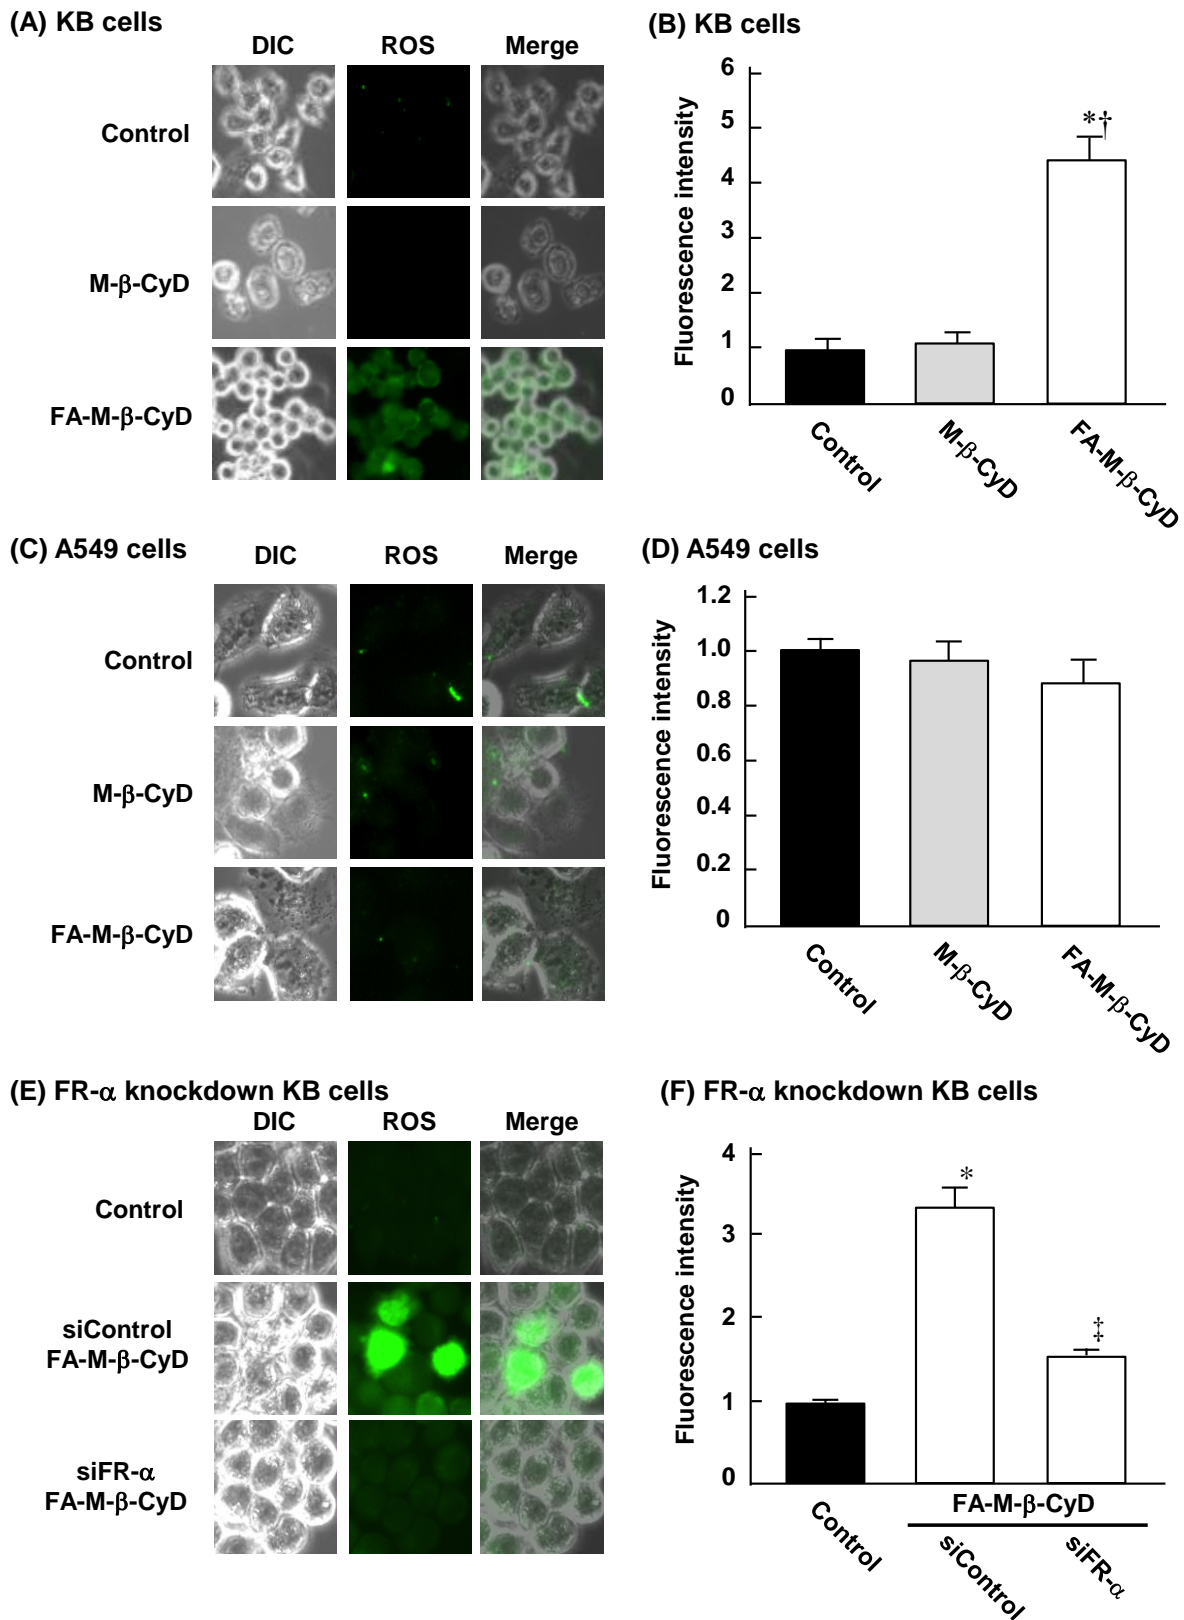 (A) KB cells
DIC ROS Merge
Control
M-β-CyD
FA-M-β-CyD
(B) KB cells
Fluorescence intensity
6
5
4
3
2
1
0
*†
Control
M-β-CyD
FA-M-β-CyD
(C) A549 cells
DIC ROS Merge
Control
M-β-CyD
FA-M-β-CyD
(D) A549 cells
Fluorescence intensity
1.2
1.0
0.8
0.6
0.4
0.2
0
Control
M-β-CyD
FA-M-β-CyD
(E) FR-α knockdown KB cells
DIC ROS Merge
Control
siControl
FA-M-β-CyD
siFR-α
FA-M-β-CyD
(F) FR-α knockdown KB cells
Fluorescence intensity
4
3
2
1
0
*
‡
FA-M-β-CyD
Control
siControl
siFR-α